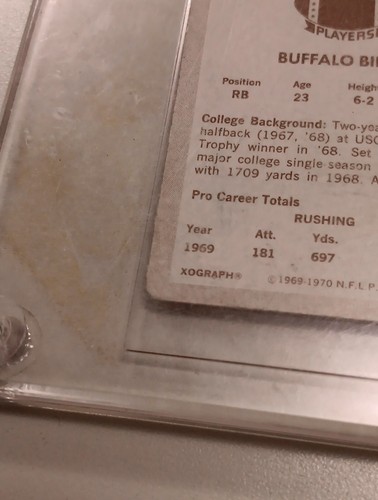 PLAYERS
BUFFALO BI
Position Age Heigh
RB 23 6-2
College Background: Two-yea
halfback (1967, '68) at USC
Trophy winner in '68. Set
major college single season
with 1709 yards in 1968. A
Pro Career Totals
RUSHING
Year Att. Yds.
1969 181 697
XOGRAPH® © 1969-1970 N.F.L.P.